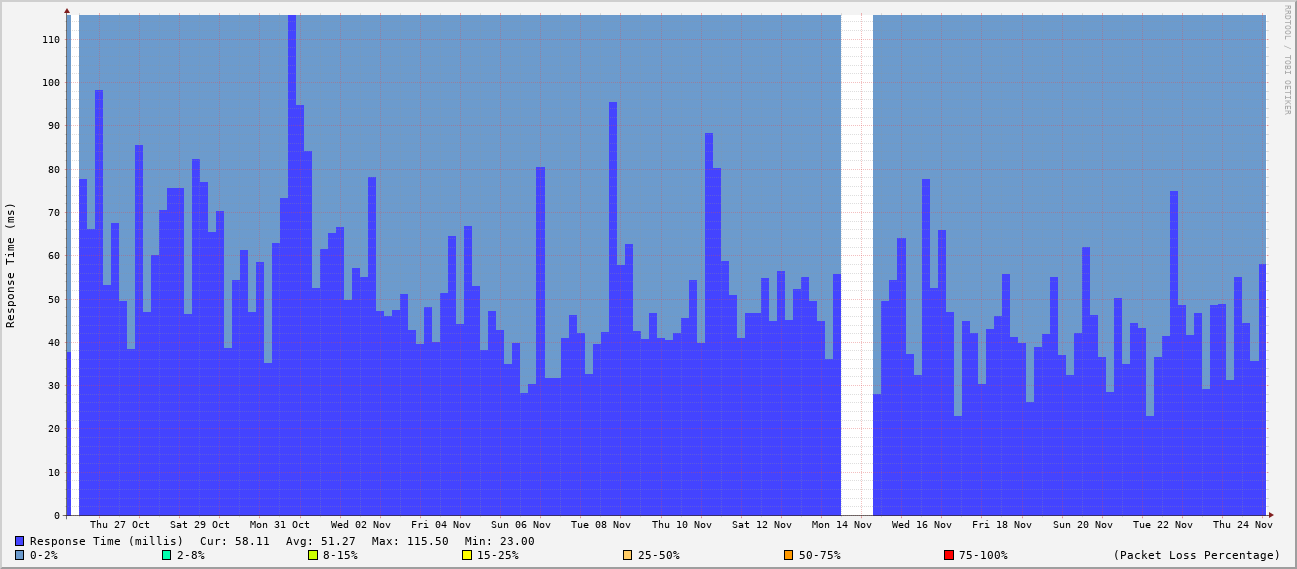 RRDTOOL / TOBI OETIKER
Response Time (ms)
110
100
90
80
70
60
50
40
30
20
10
0
Thu 27 Oct Sat 29 Oct Mon 31 Oct Wed 02 Nov Fri 04 Nov Sun 06 Nov Tue 08 Nov Thu 10 Nov Sat 12 Nov Mon 14 Nov Wed 16 Nov Fri 18 Nov Sun 20 Nov Tue 22 Nov Thu 24 Nov
Response Time (millis) Cur: 58.11 Avg: 51.27 Max: 115.50 Min: 23.00
0-2% 2-8% 8-15% 15-25% 25-50% 50-75% 75-100% (Packet Loss Percentage)